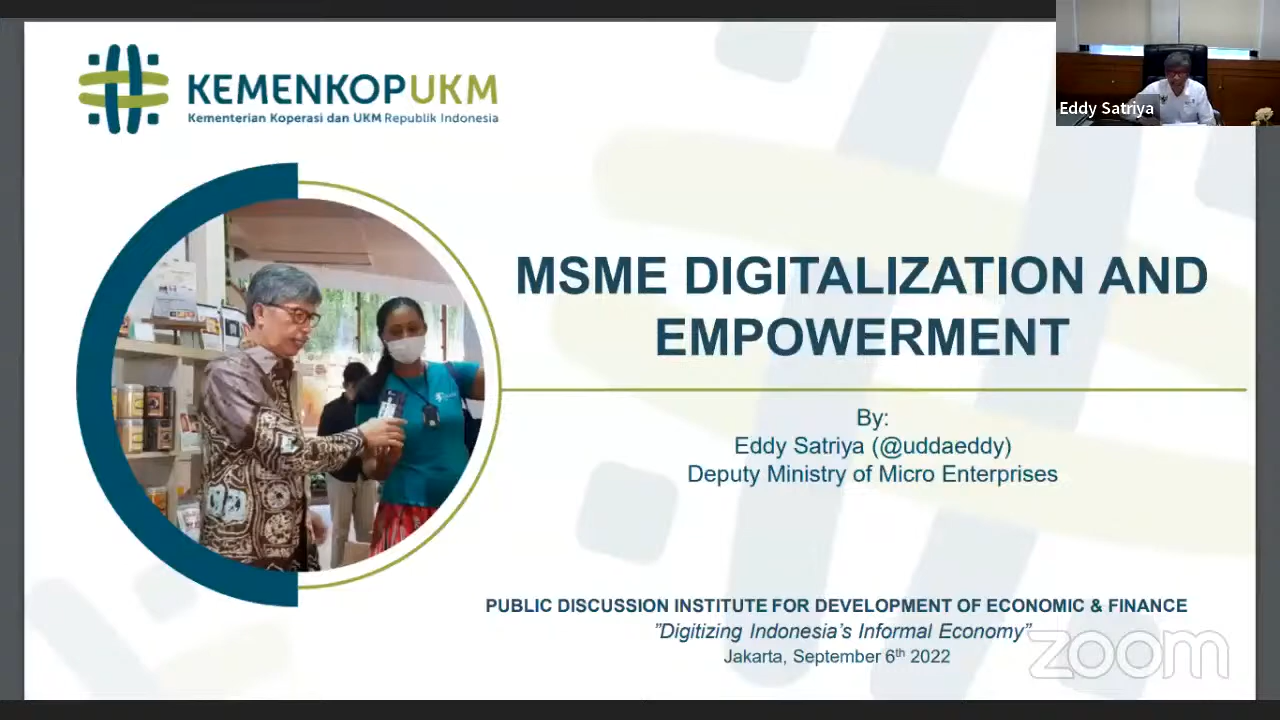 KEMENKOPUKM
Kementerian Koperasi dan UKM Republik Indonesia
Eddy Satriya
MSME DIGITALIZATION AND
EMPOWERMENT
By:
Eddy Satriya (@uddaeddy)
Deputy Ministry of Micro Enterprises
PUBLIC DISCUSSION INSTITUTE FOR DEVELOPMENT OF ECONOMIC & FINANCE
"Digitizing Indonesia's Informal Economy"
Jakarta, September 6th 2022
zoom